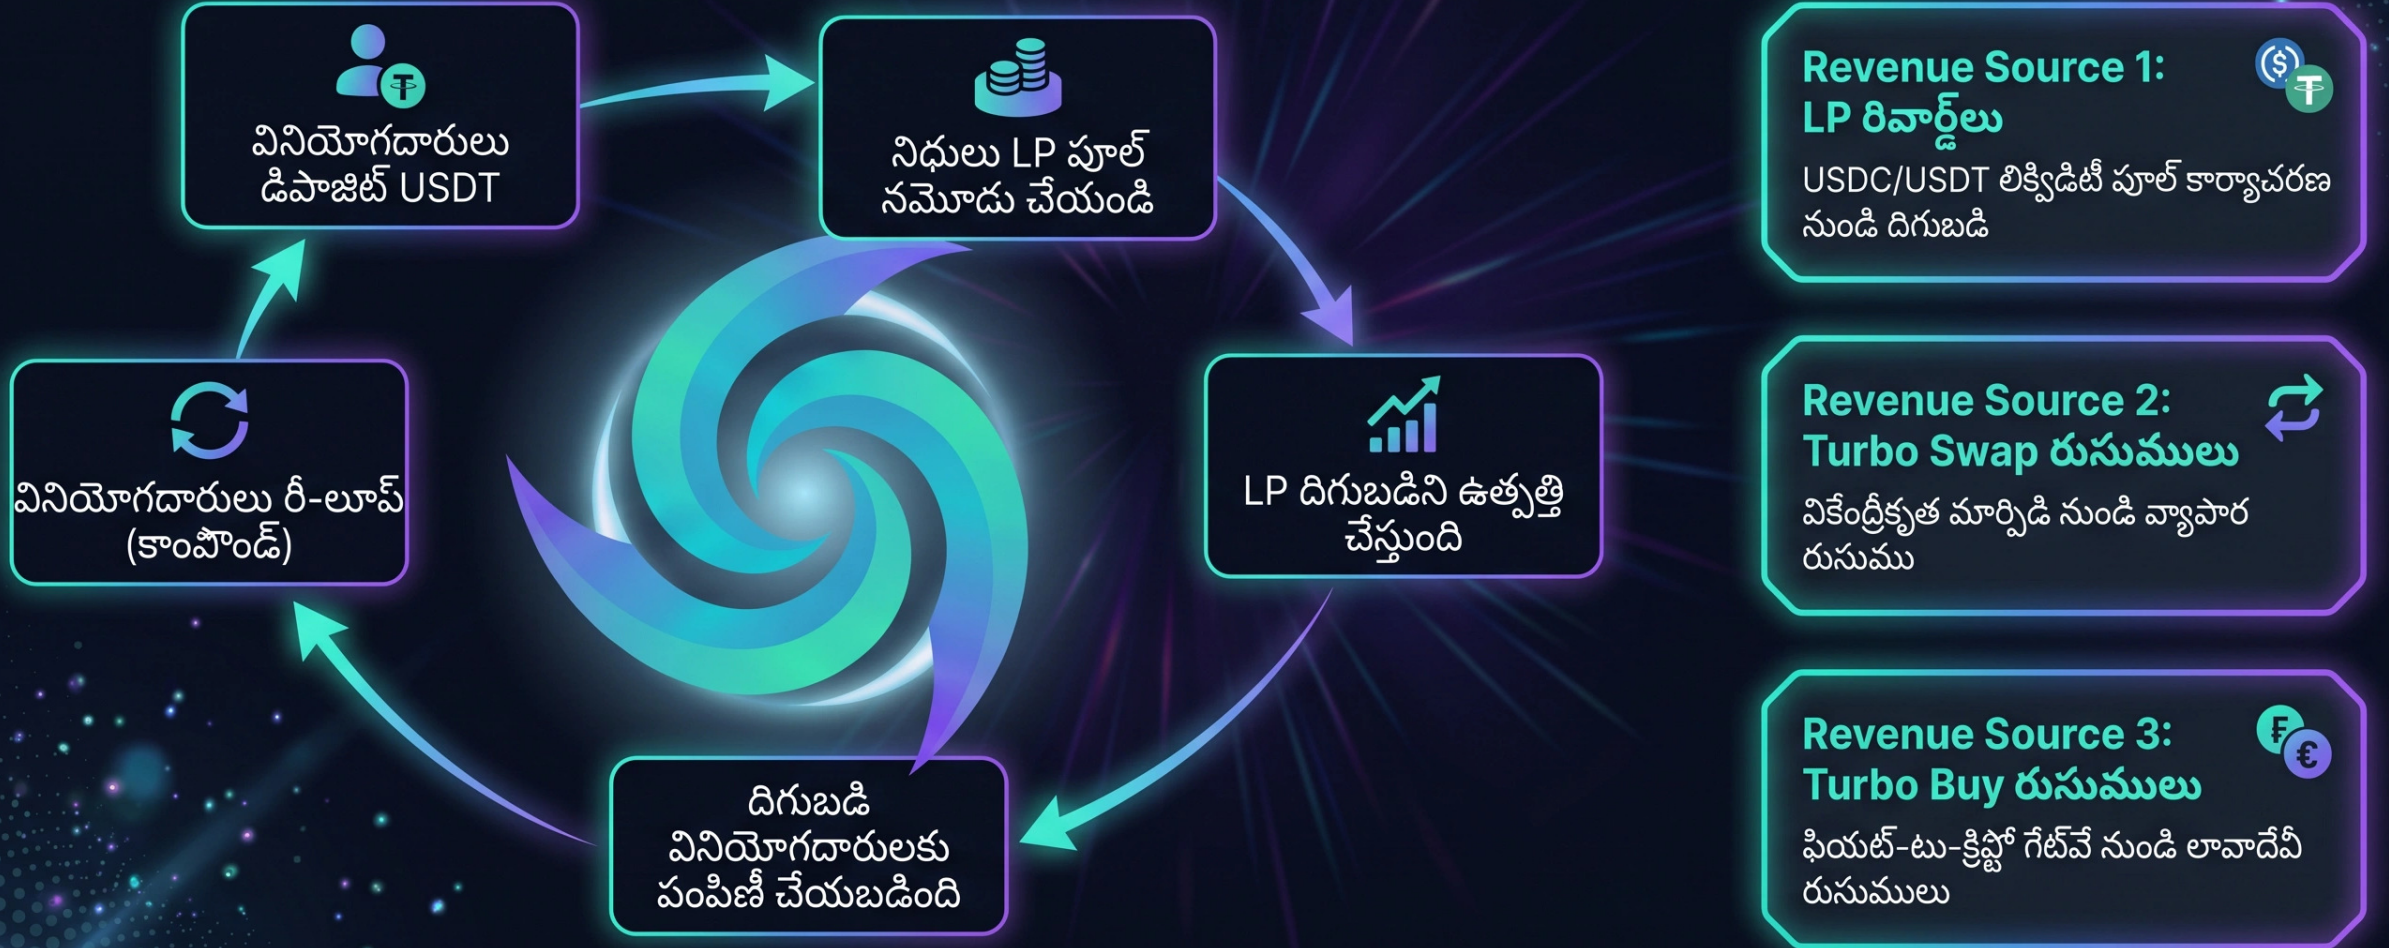 వినియోగదారులు
డిపాజిట్ USDT
నిధులు LP పూల్
నమోదు చేయండి
LP దిగుబడిని ఉత్పత్తి
చేస్తుంది
దిగుబడి
వినియోగదారులకు
పంపిణీ చేయబడింది
వినియోగదారులు రీ-లూప్
(కాంపౌండ్)
Revenue Source 1:
LP రివార్డ్‌లు
USDC/USDT లిక్విడిటీ పూల్ కార్యాచరణ
నుండి దిగుబడి
Revenue Source 2:
Turbo Swap రుసుములు
వికేంద్రీకృత మార్పిడి నుండి వ్యాపార
రుసుము
Revenue Source 3:
Turbo Buy రుసుములు
ఫియట్-టు-క్రిప్టో గేట్‌వే నుండి లావాదేవీ
రుసుములు